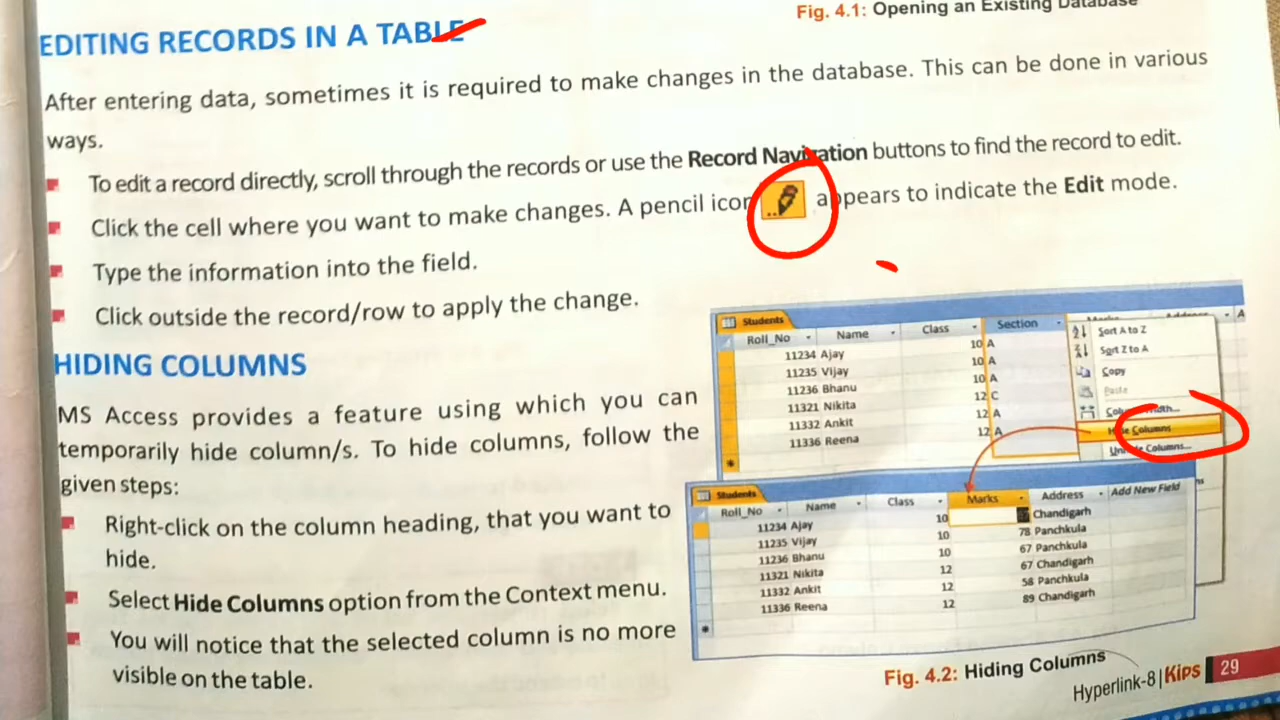 Fig. 4.1: Opening an Existing Database
EDITING RECORDS IN A TABLE
After entering data, sometimes it is required to make changes in the database. This can be done in various
ways.
To edit a record directly, scroll through the records or use the Record Navigation buttons to find the record to edit.
Click the cell where you want to make changes. A pencil icon appears to indicate the Edit mode.
Type the information into the field.
Click outside the record/row to apply the change.
HIDING COLUMNS
MS Access provides a feature using which you can
temporarily hide column/s. To hide columns, follow the
given steps:
Right-click on the column heading, that you want to
hide.
Select Hide Columns option from the Context menu.
You will notice that the selected column is no more
visible on the table.
Students
Roll_No Name Class Section
11234 Ajay 10 A
11235 Vijay 10 A
11236 Bhanu 10 A
11321 Nikita 12 C
11332 Ankit 12 A
11336 Reena 12 A
Sort A to Z
Sort Z to A
Copy
Paste
Column Width...
Hide Columns
Unhide Columns...
Students
Roll_No Name Class Marks Address Add New Field
11234 Ajay 10 Chandigarh
11235 Vijay 10 78 Panchkula
11236 Bhanu 10 67 Panchkula
11321 Nikita 12 67 Chandigarh
11332 Ankit 12 58 Panchkula
11336 Reena 12 89 Chandigarh
Fig. 4.2: Hiding Columns
Hyperlink-8 | Kips 29